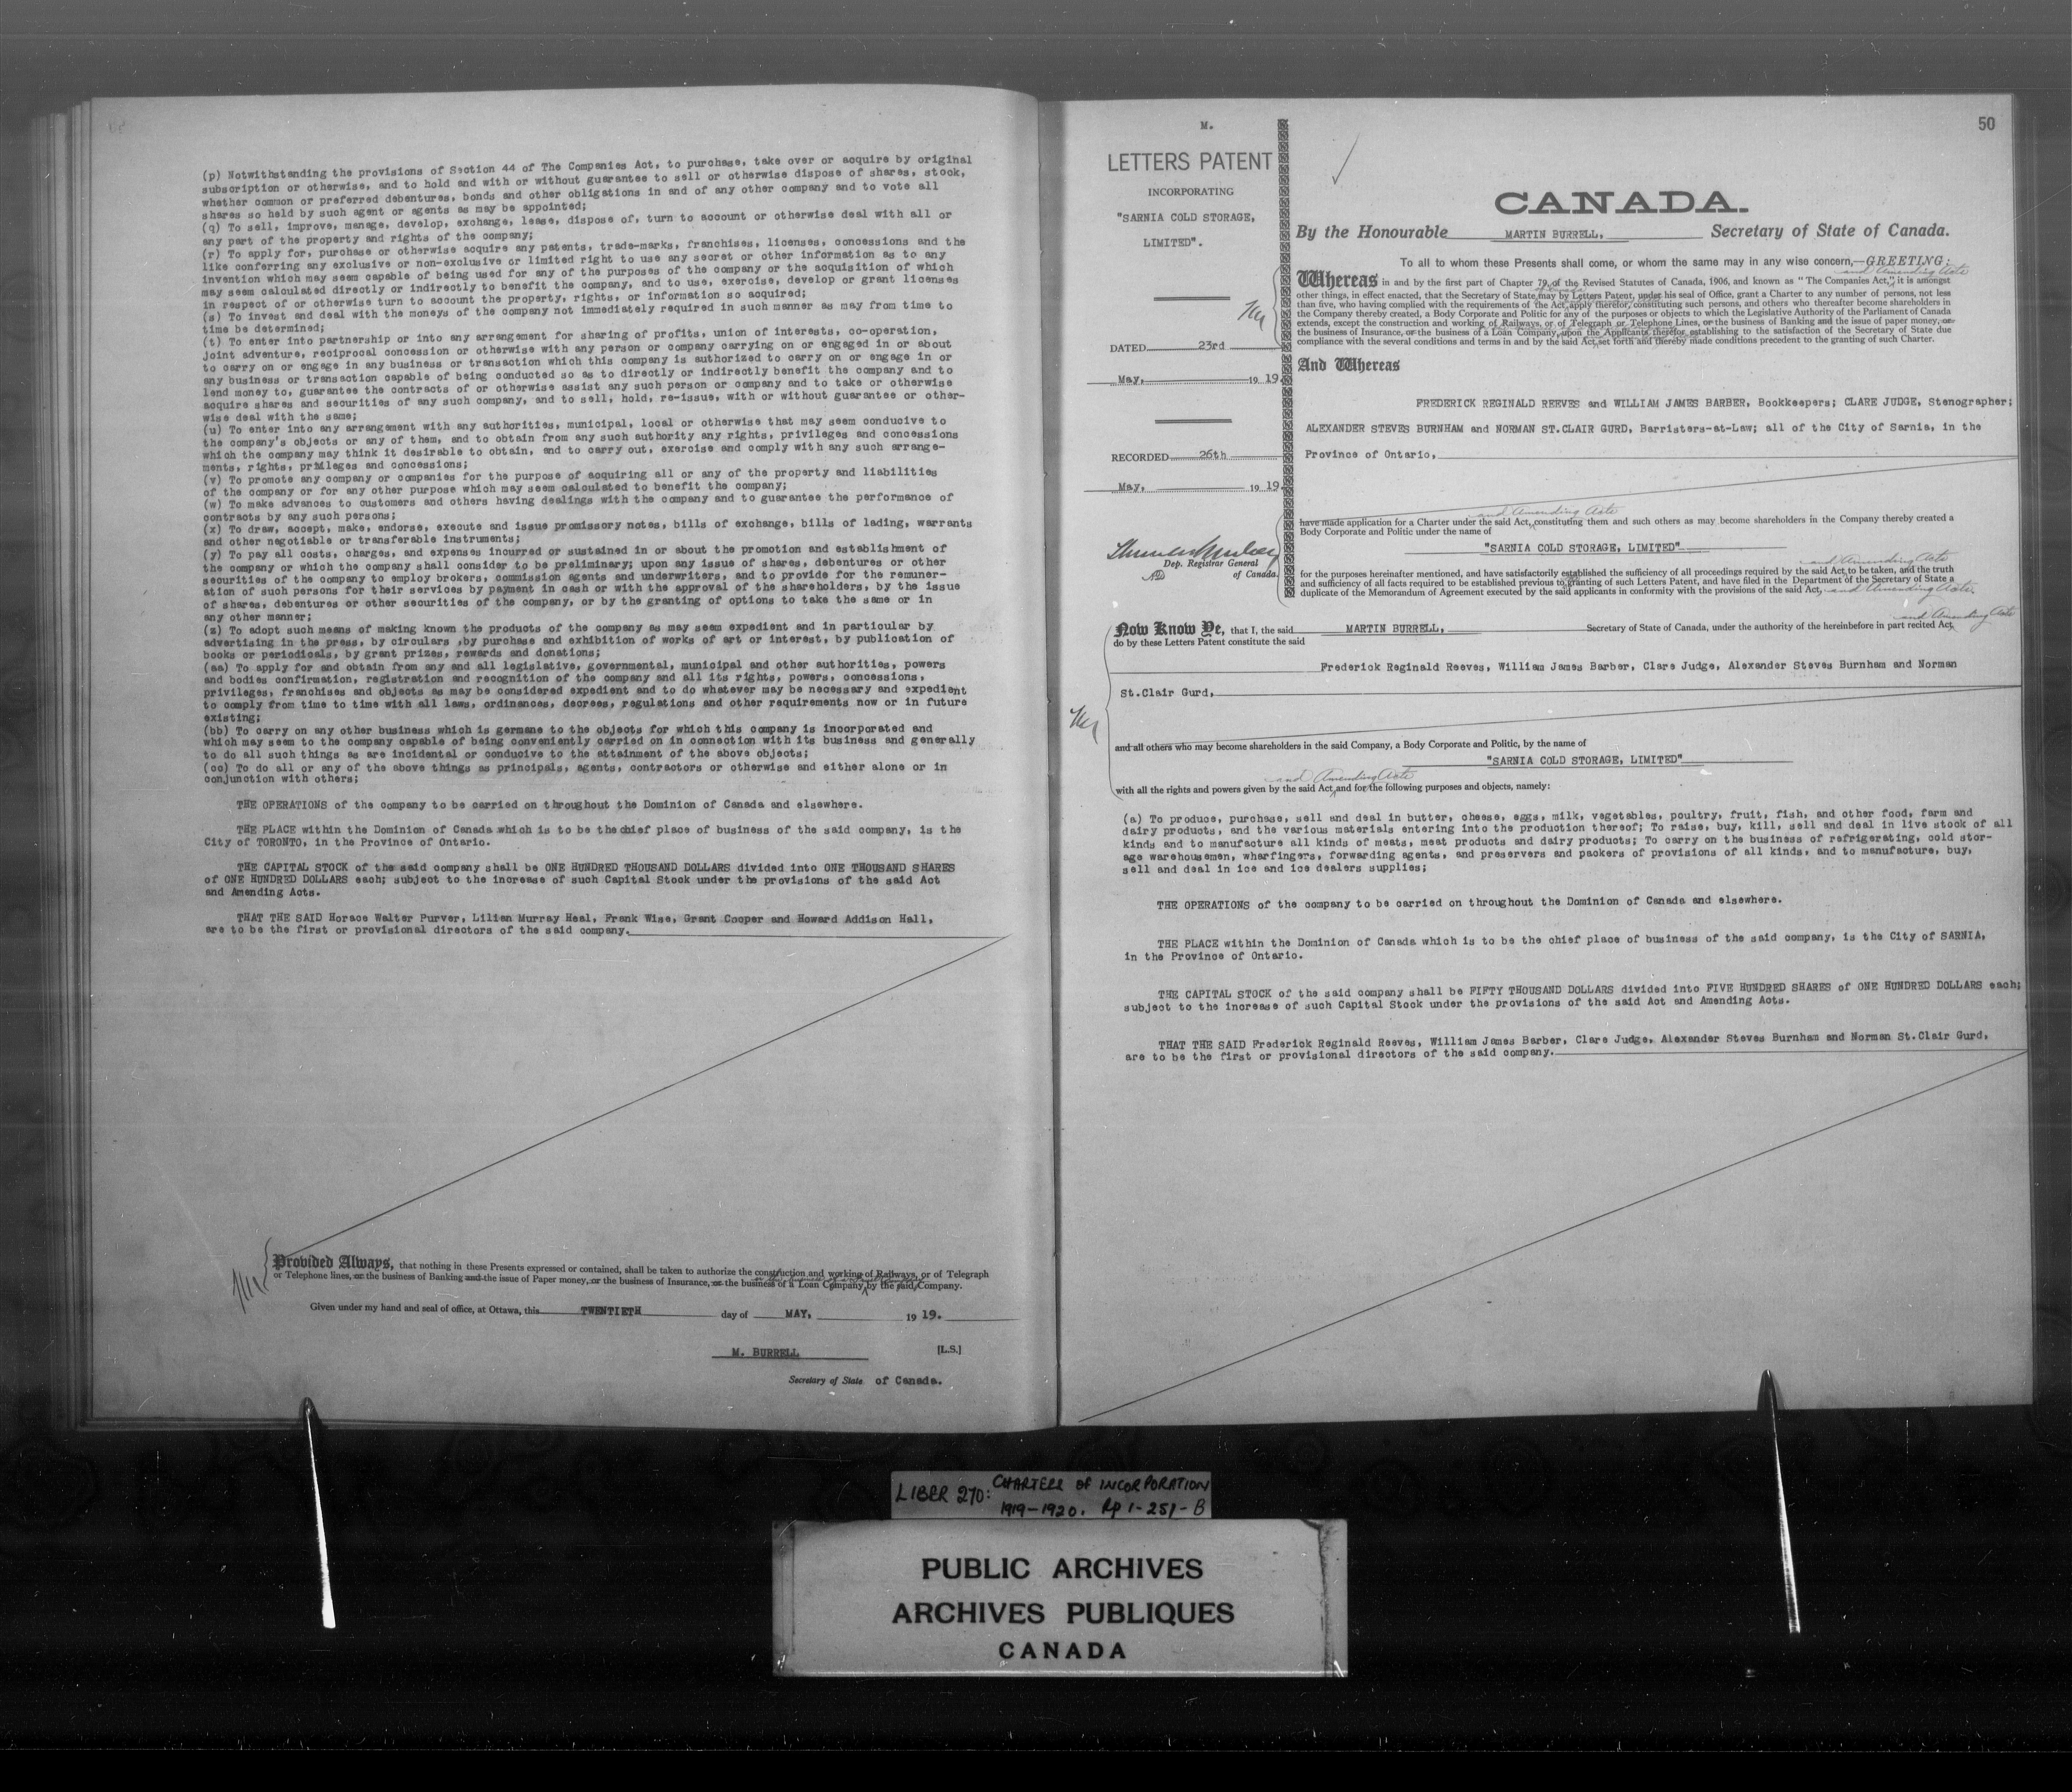 (p) Notwithstanding the provisions of Section 44 of The Companies Act, to purchase, take over or acquire by original
subscription or otherwise, and to hold and with or without guarantee to sell or otherwise dispose of shares, stock,
whether common or preferred debentures, bonds and other obligations in and of any other company and to vote all
shares so held by such agent or agents as may be appointed;
(q) To sell, improve, manage, develop, exchange, lease, dispose of, turn to account or otherwise deal with all or
any part of the property and rights of the company;
(r) To apply for, purchase or otherwise acquire any patents, trade-marks, franchises, licenses, concessions and the
like conferring any exclusive or non-exclusive or limited right to use any secret or other information as to any
invention which may seem capable of being used for any of the purposes of the company or the acquisition of which
may seem calculated directly or indirectly to benefit the company, and to use, exercise, develop or grant licenses
in respect of or otherwise turn to account the property, rights, or information so acquired;
(s) To invest and deal with the moneys of the company not immediately required in such manner as may from time to
time be determined;
(t) To enter into partnership or into any arrangement for sharing of profits, union of interests, co-operation,
joint adventure, reciprocal concession or otherwise with any person or company carrying on or engaged in or about
to carry on or engage in any business or transaction which this company is authorized to carry on or engage in or
any business or transaction capable of being conducted so as to directly or indirectly benefit the company and to
lend money to, guarantee the contracts of or otherwise assist any such person or company and to take or otherwise
acquire shares and securities of any such company, and to sell, hold, re-issue, with or without guarantee or other-
wise deal with the same;
(u) To enter into any arrangement with any authorities, municipal, local or otherwise that may seem conducive to
the company's objects or any of them, and to obtain from any such authority any rights, privileges and concessions
which the company may think it desirable to obtain, and to carry out, exercise and comply with any such arrange-
ments, rights, privileges and concessions;
(v) To promote any company or companies for the purpose of acquiring all or any of the property and liabilities
of the company or for any other purpose which may seem calculated to benefit the company;
(w) To make advances to customers and others having dealings with the company and to guarantee the performance of
contracts by any such persons;
(x) To draw, accept, make, endorse, execute and issue promissory notes, bills of exchange, bills of lading, warrants
and other negotiable or transferable instruments;
(y) To pay all costs, charges, and expenses incurred or sustained in or about the promotion and establishment of
the company or which the company shall consider to be preliminary; upon any issue of shares, debentures or other
securities of the company to employ brokers, commission agents and underwriters, and to provide for the remuner-
ation of such persons for their services by payment in cash or with the approval of the shareholders, by the issue
of shares, debentures or other securities of the company, or by the granting of options to take the same or in
any other manner;
(z) To adopt such means of making known the products of the company as may seem expedient and in particular by
advertising in the press, by circulars ,by purchase and exhibition of works of art or interest, by publication of
books or periodicals, by grant prizes, rewards and donations;
(aa) To apply for and obtain from any and all legislative, governmental, municipal and other authorities, powers
and bodies confirmation, registration and recognition of the company and all its rights, powers, concessions,
privileges, franchises and objects as may be considered expedient and to do whatever may be necessary and expedient
to comply from time to time with all laws, ordinances, decrees, regulations and other requirements now or in future
existing;
(bb) To carry on any other business which is germane to the objects for which this company is incorporated and
which may seem to the company capable of being conveniently carried on in connection with its business and generally
to do all such things as are incidental or conducive to the attainment of the above objects;
(cc) To do all or any of the above things as principals, agents, contractors or otherwise and either alone or in
conjunction with others;
THE OPERATIONS of the company to be carried on throughout the Dominion of Canada and elsewhere.
THE PLACE within the Dominion of Canada which is to be the chief place of business of the said company, is the
City of TORONTO, in the Province of Ontario.
THE CAPITAL STOCK of the said company shall be ONE HUNDRED THOUSAND DOLLARS divided into ONE THOUSAND SHARES
of ONE HUNDRED DOLLARS each; subject to the increase of such Capital Stock under the provisions of the said Act
and Amending Acts.
THAT THE SAID Horace Walter Purver, Lilian Murray Heal, Frank Wise, Grant Cooper and Howard Addison Hall,
are to be the first or provisional directors of the said company.
Provided Always, that nothing in these Presents expressed or contained, shall be taken to authorize the construction and working of Railways, or of Telegraph
or Telephone lines, or the business of Banking and the issue of Paper money, or the business of Insurance, or the business of a Loan Company by the said Company.
Given under my hand and seal of office, at Ottawa, this TWENTIETH day of MAY, 19 19.
M. BURRELL [L.S.]
Secretary of State of Canada.
50
M.
LETTERS PATENT
INCORPORATING
"SARNIA COLD STORAGE,
LIMITED".
DATED 23rd
May, 19 19.
RECORDED 26th
May, 19 19.
Dep. Registrar General
of Canada.
CANADA.
By the Honourable MARTIN BURRELL, Secretary of State of Canada.
To all to whom these Presents shall come, or whom the same may in any wise concern,—GREETING:
and Amending Acts
Whereas in and by the first part of Chapter 79, of the Revised Statutes of Canada, 1906, and known as "The Companies Act," it is amongst
other things, in effect enacted, that the Secretary of State may by Letters Patent, under his seal of Office, grant a Charter to any number of persons, not less
than five, who having complied with the requirements of the Act, apply therefor, constituting such persons, and others who thereafter become shareholders in
the Company thereby created, a Body Corporate and Politic for any of the purposes or objects to which the Legislative Authority of the Parliament of Canada
extends, except the construction and working of Railways, or of Telegraph or Telephone Lines, or the business of Banking and the issue of paper money, or
the business of Insurance, or the business of a Loan Company, upon the Applicants therefor, establishing to the satisfaction of the Secretary of State due
compliance with the several conditions and terms in and by the said Act, set forth and thereby made conditions precedent to the granting of such Charter.
And Whereas
FREDERICK REGINALD REEVES and WILLIAM JAMES BARBER, Bookkeepers; CLARE JUDGE, Stenographer;
ALEXANDER STEVES BURNHAM and NORMAN ST.CLAIR GURD, Barristers-at-Law; all of the City of Sarnia, in the
Province of Ontario,
and Amending Acts
have made application for a Charter under the said Act, constituting them and such others as may become shareholders in the Company thereby created a
Body Corporate and Politic under the name of
"SARNIA COLD STORAGE, LIMITED"
and Amending Acts
for the purposes hereinafter mentioned, and have satisfactorily established the sufficiency of all proceedings required by the said Act, to be taken, and the truth
and sufficiency of all facts required to be established previous to granting of such Letters Patent, and have filed in the Department of the Secretary of State a
duplicate of the Memorandum of Agreement executed by the said applicants in conformity with the provisions of the said Act, and Amending Acts.
and Amending Acts
Now Know Ye, that I, the said MARTIN BURRELL, Secretary of State of Canada, under the authority of the hereinbefore in part recited Act,
do by these Letters Patent constitute the said
Frederick Reginald Reeves, William James Barber, Clare Judge, Alexander Steves Burnham and Norman
St.Clair Gurd,
and all others who may become shareholders in the said Company, a Body Corporate and Politic, by the name of
"SARNIA COLD STORAGE, LIMITED"
and Amending Acts
with all the rights and powers given by the said Act, and for the following purposes and objects, namely:
(a) To produce, purchase, sell and deal in butter, cheese, eggs, milk, vegetables, poultry, fruit, fish, and other food, farm and
dairy products, and the various materials entering into the production thereof; To raise, buy, kill, sell and deal in live stock of all
kinds and to manufacture all kinds of meats, meat products and dairy products; To carry on the business of refrigerating, cold stor-
age warehousemen, wharfingers, forwarding agents, and preservers and packers of provisions of all kinds, and to manufacture, buy,
sell and deal in ice and ice dealers supplies;
THE OPERATIONS of the company to be carried on throughout the Dominion of Canada and elsewhere.
THE PLACE within the Dominion of Canada which is to be the chief place of business of the said company, is the City of SARNIA,
in the Province of Ontario.
THE CAPITAL STOCK of the said company shall be FIFTY THOUSAND DOLLARS divided into FIVE HUNDRED SHARES of ONE HUNDRED DOLLARS each;
subject to the increase of such Capital Stock under the provisions of the said Act and Amending Acts.
THAT THE SAID Frederick Reginald Reeves, William James Barber, Clare Judge, Alexander Steves Burnham and Norman St.Clair Gurd,
are to be the first or provisional directors of the said company.
LIBER 270: CHARTERS OF INCORPORATION
1919-1920. Pp 1-251-B
PUBLIC ARCHIVES
ARCHIVES PUBLIQUES
CANADA